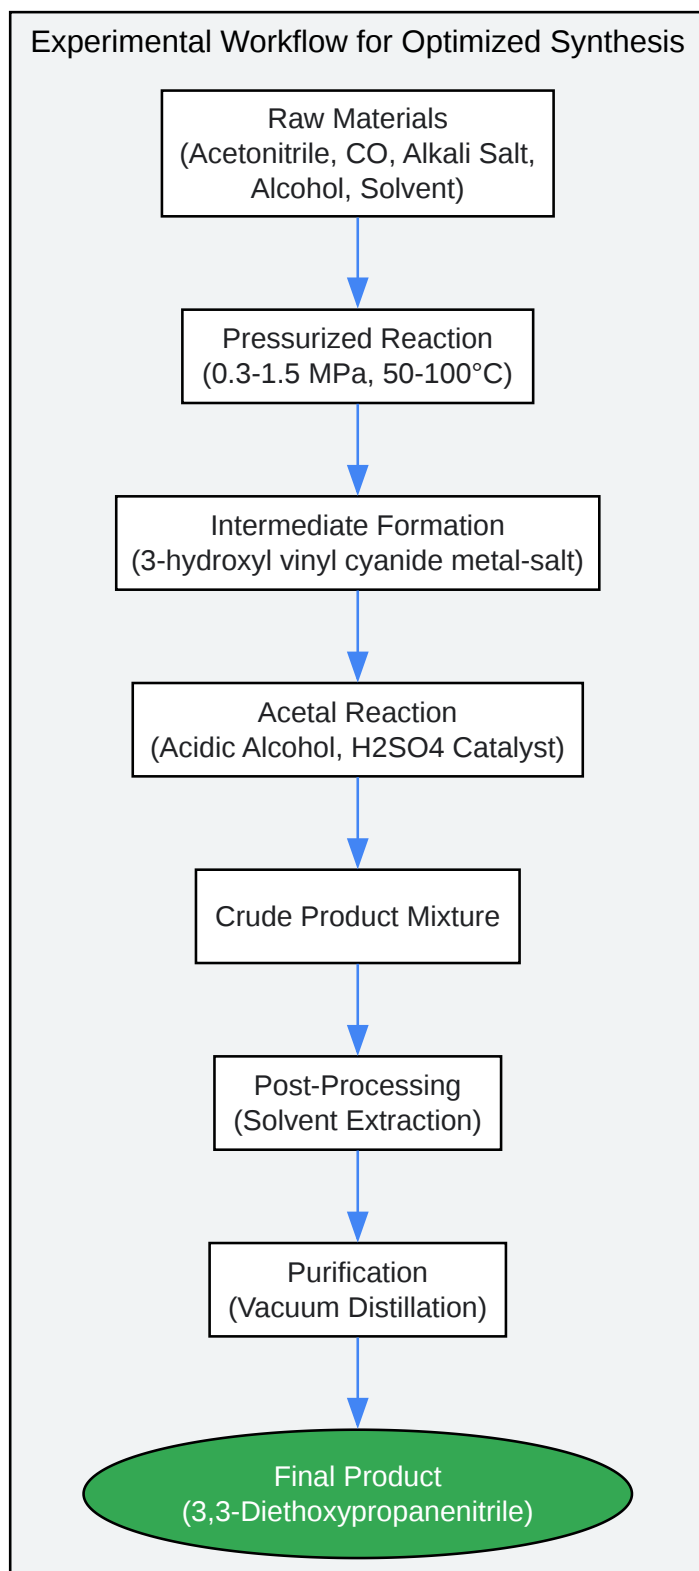 Experimental Workflow for Optimized Synthesis
Raw Materials
(Acetonitrile, CO, Alkali Salt,
Alcohol, Solvent)
Pressurized Reaction
(0.3-1.5 MPa, 50-100°C)
Intermediate Formation
(3-hydroxyl vinyl cyanide metal-salt)
Acetal Reaction
(Acidic Alcohol, H2SO4 Catalyst)
Crude Product Mixture
Post-Processing
(Solvent Extraction)
Purification
(Vacuum Distillation)
Final Product
(3,3-Diethoxypropanenitrile)